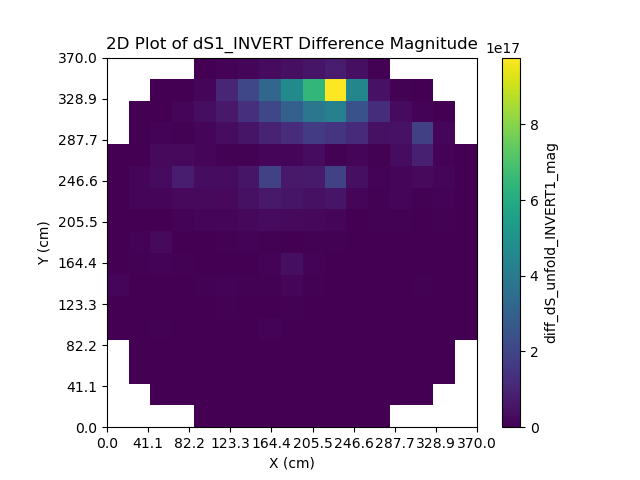 2D Plot of dS1_INVERT Difference Magnitude
1e17
370.0
328.9
287.7
246.6
205.5
164.4
123.3
82.2
41.1
0.0
Y (cm)
0.0 41.1 82.2 123.3 164.4 205.5 246.6 287.7 328.9 370.0
X (cm)
8
6
4
2
0
diff_dS_unfold_INVERT1_mag